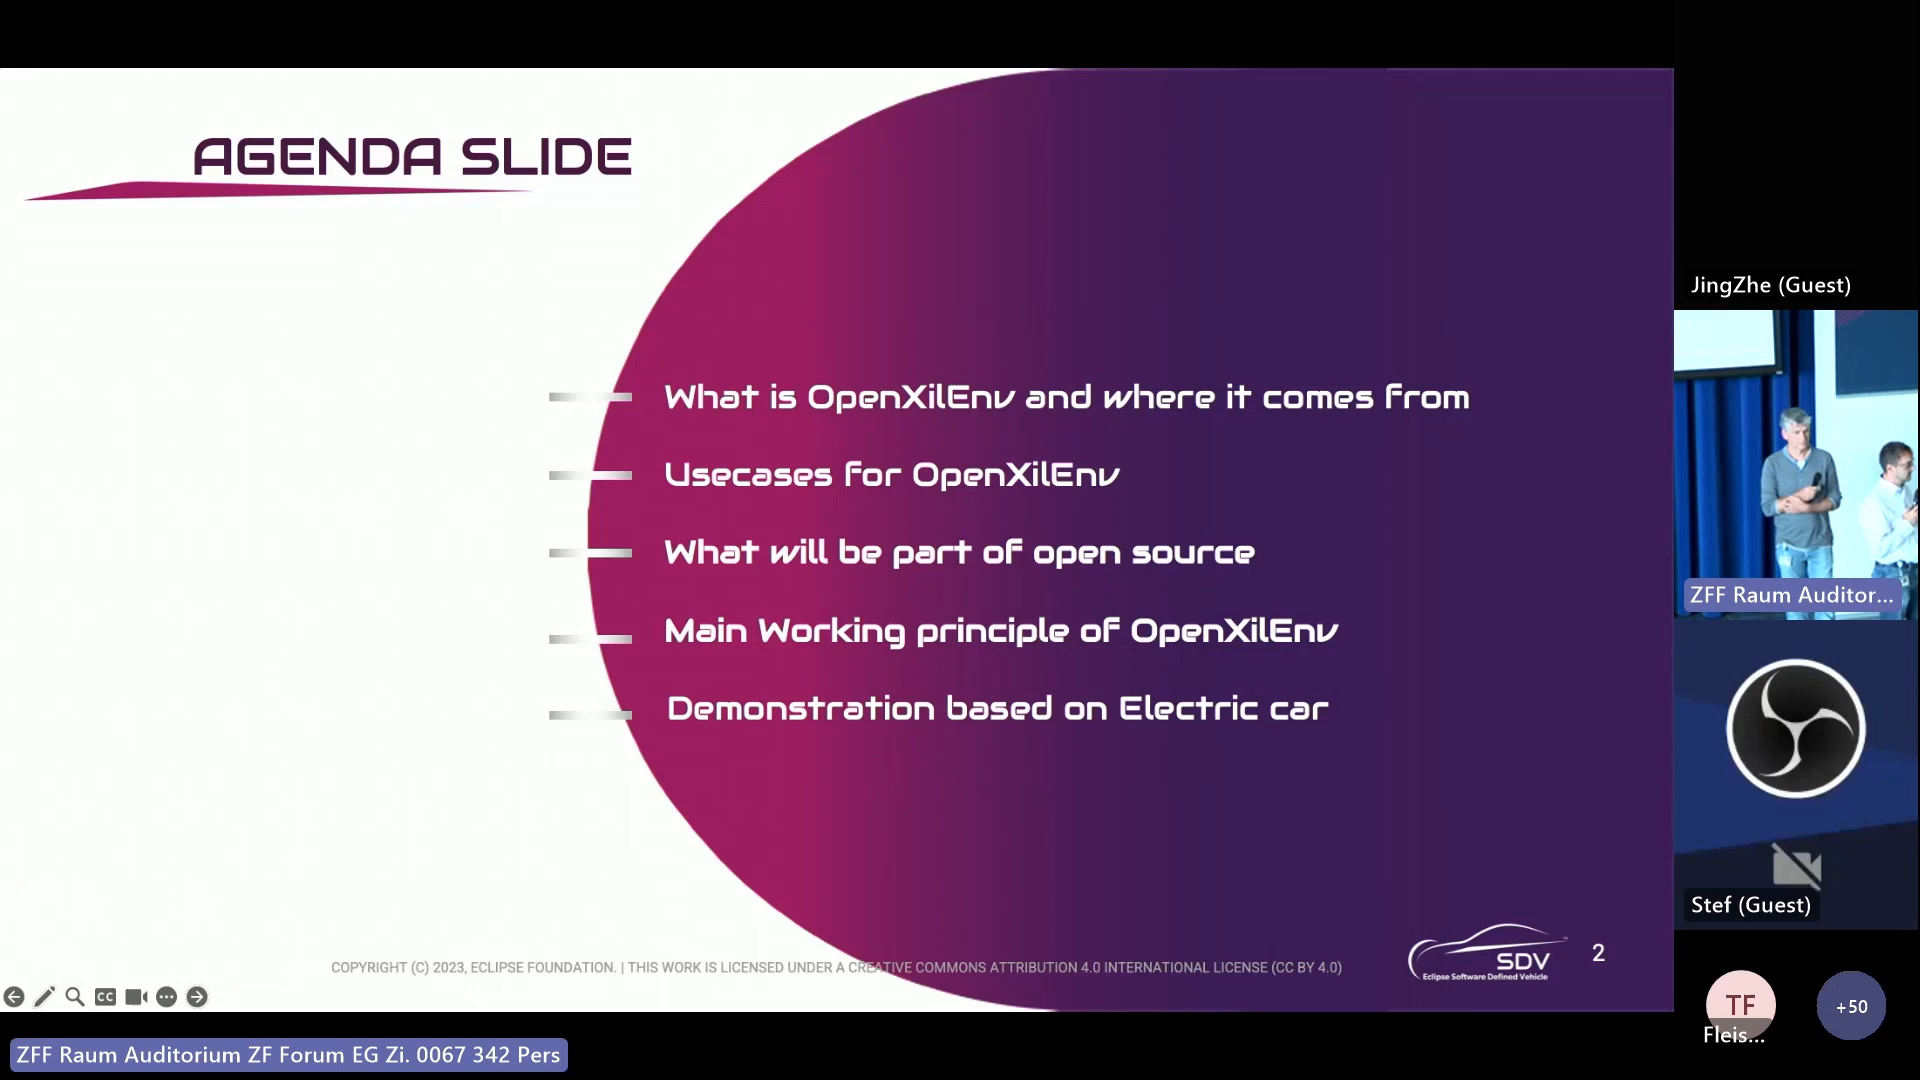 AGENDA SLIDE
What is OpenXilEnv and where it comes from
Usecases for OpenXilEnv
What will be part of open source
Main Working principle of OpenXilEnv
Demonstration based on Electric car
COPYRIGHT (C) 2023, ECLIPSE FOUNDATION. | THIS WORK IS LICENSED UNDER A CREATIVE COMMONS ATTRIBUTION 4.0 INTERNATIONAL LICENSE (CC BY 4.0)
SDV
Eclipse Software Defined Vehicle
2
CC
ZFF Raum Auditorium ZF Forum EG Zi. 0067 342 Pers
JingZhe (Guest)
ZFF Raum Auditor...
Stef (Guest)
TF
Fleis...
+50